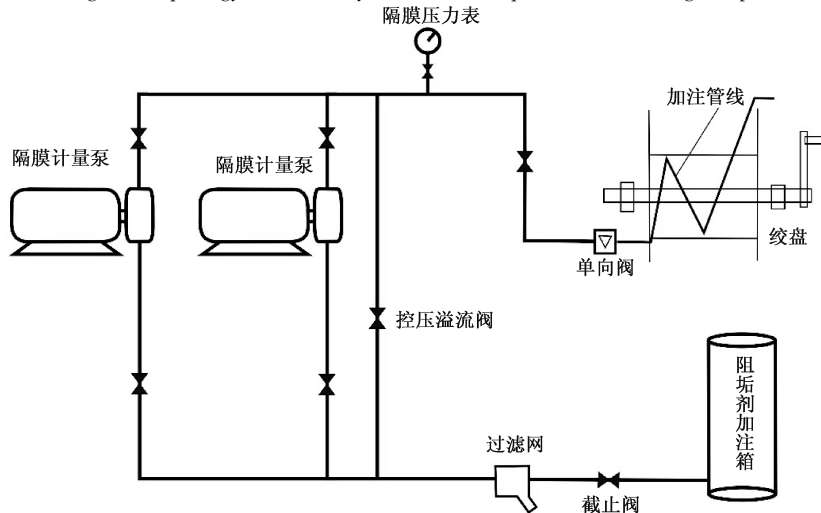 隔膜压力表
加注管线
隔膜计量泵
隔膜计量泵
绞盘
单向阀
控压溢流阀
阻垢剂加注箱
过滤网
截止阀